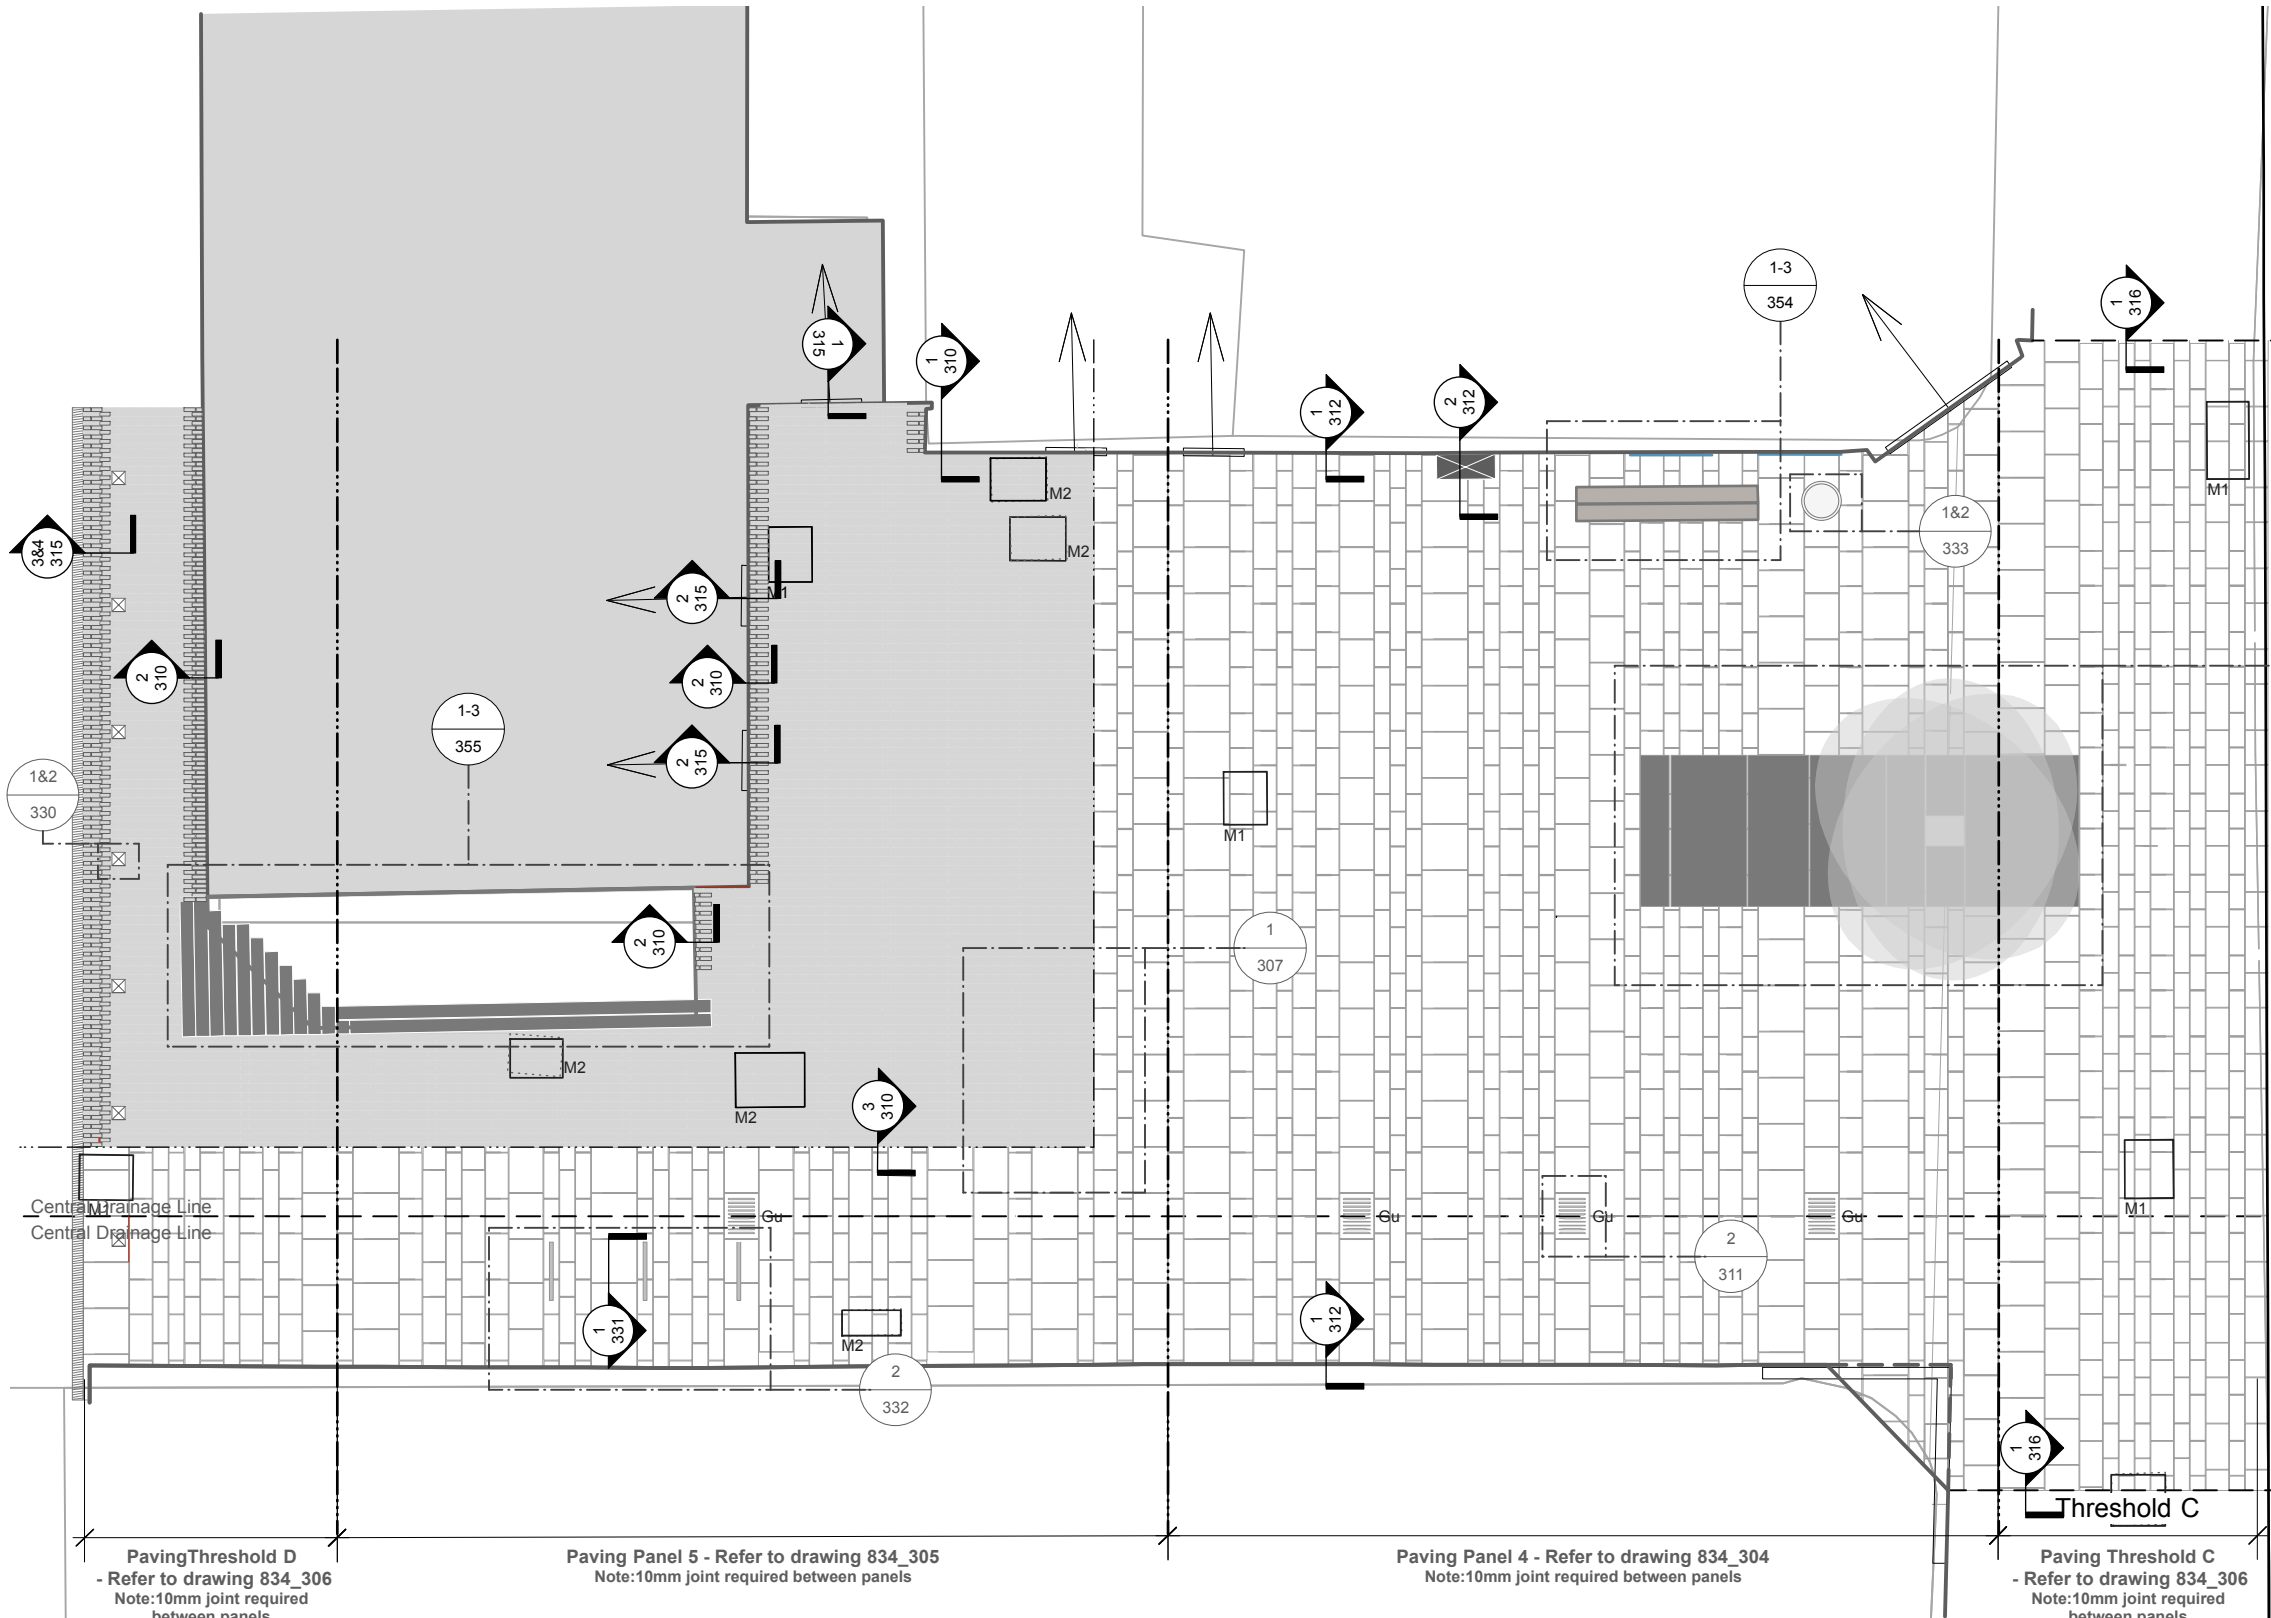 1-3
354
1
316
1
315
1
310
1
312
2
312
M1
M2
1&2
333
3&4
315
M2
2
315
M1
2
310
2
310
1-3
355
2
315
1&2
330
M1
2
310
1
307
M2
M2
3
310
Central Drainage Line
M1
Central Drainage Line
Gu
Gu
Gu
Gu
M1
2
311
1
331
M2
1
312
2
332
1
316
Threshold C
PavingThreshold D
- Refer to drawing 834_306
Note:10mm joint required
between panels
Paving Panel 5 - Refer to drawing 834_305
Note:10mm joint required between panels
Paving Panel 4 - Refer to drawing 834_304
Note:10mm joint required between panels
Paving Threshold C
- Refer to drawing 834_306
Note:10mm joint required
between panels